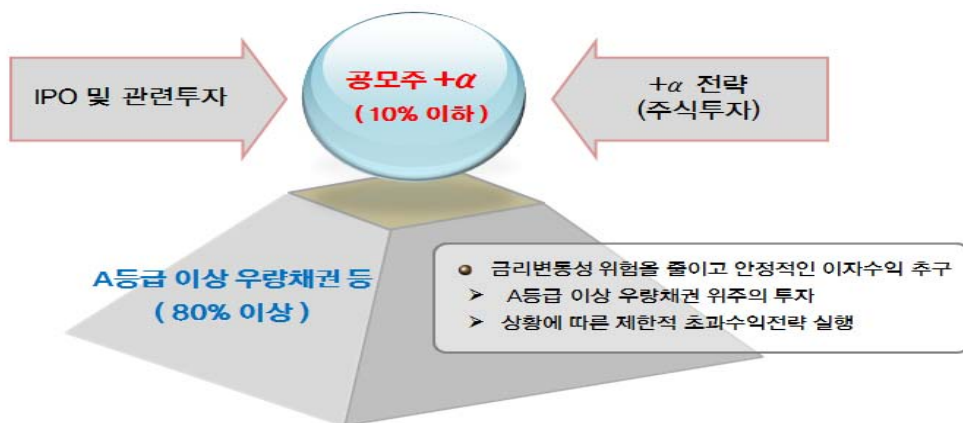 IPO 및 관련투자
공모주 +α
(10% 이하)
+α 전략
(주식투자)
A등급 이상 우량채권 등
(80% 이상)
금리변동성 위험을 줄이고 안정적인 이자수익 추구
A등급 이상 우량채권 위주의 투자
상황에 따른 제한적 초과수익전략 실행